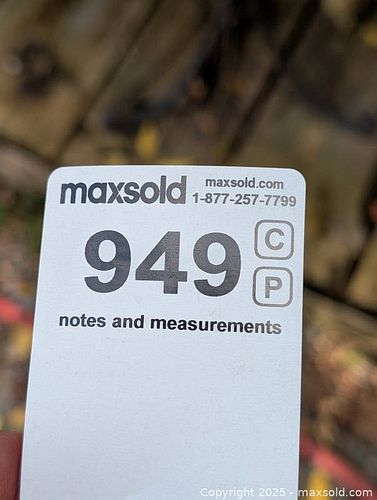 maxsold
maxsold.com
1-877-257-7799
949
C
P
notes and measurements
Copyright © 2025 - maxsold.com